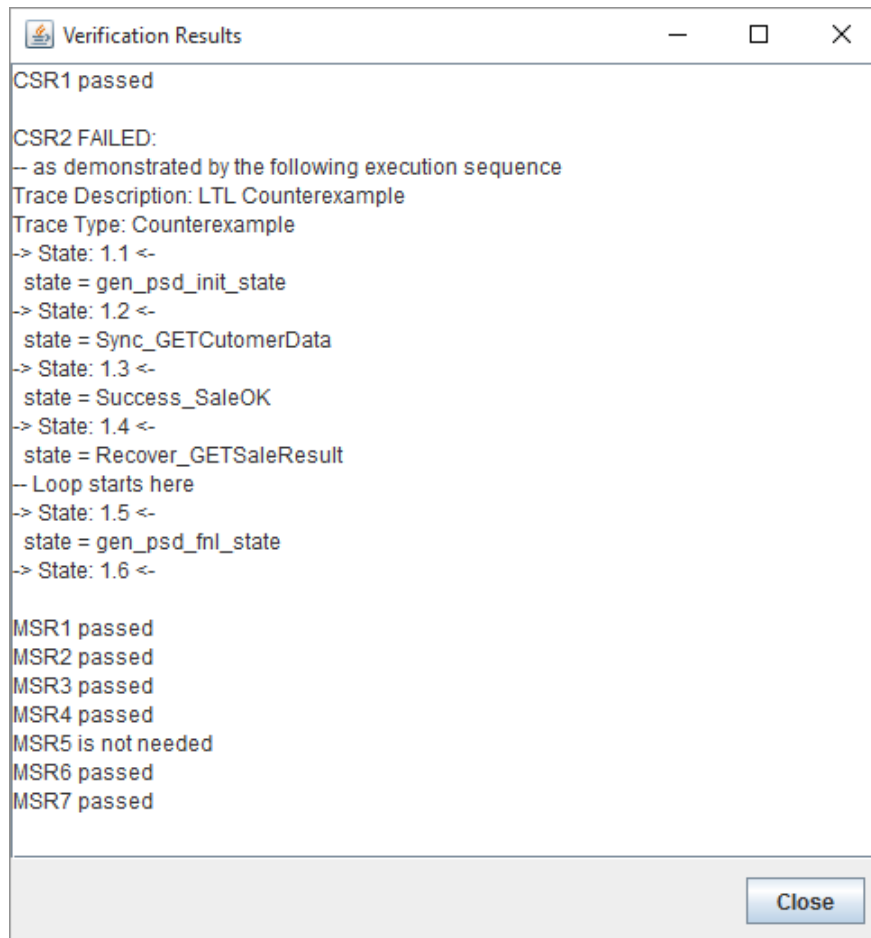 Verification Results
CSR1 passed
CSR2 FAILED:
-- as demonstrated by the following execution sequence
Trace Description: LTL Counterexample
Trace Type: Counterexample
-> State: 1.1 <-
state = gen_psd_init_state
-> State: 1.2 <-
state = Sync_GETCutomerData
-> State: 1.3 <-
state = Success_SaleOK
-> State: 1.4 <-
state = Recover_GETSaleResult
-- Loop starts here
-> State: 1.5 <-
state = gen_psd_fnl_state
-> State: 1.6 <-
MSR1 passed
MSR2 passed
MSR3 passed
MSR4 passed
MSR5 is not needed
MSR6 passed
MSR7 passed
Close